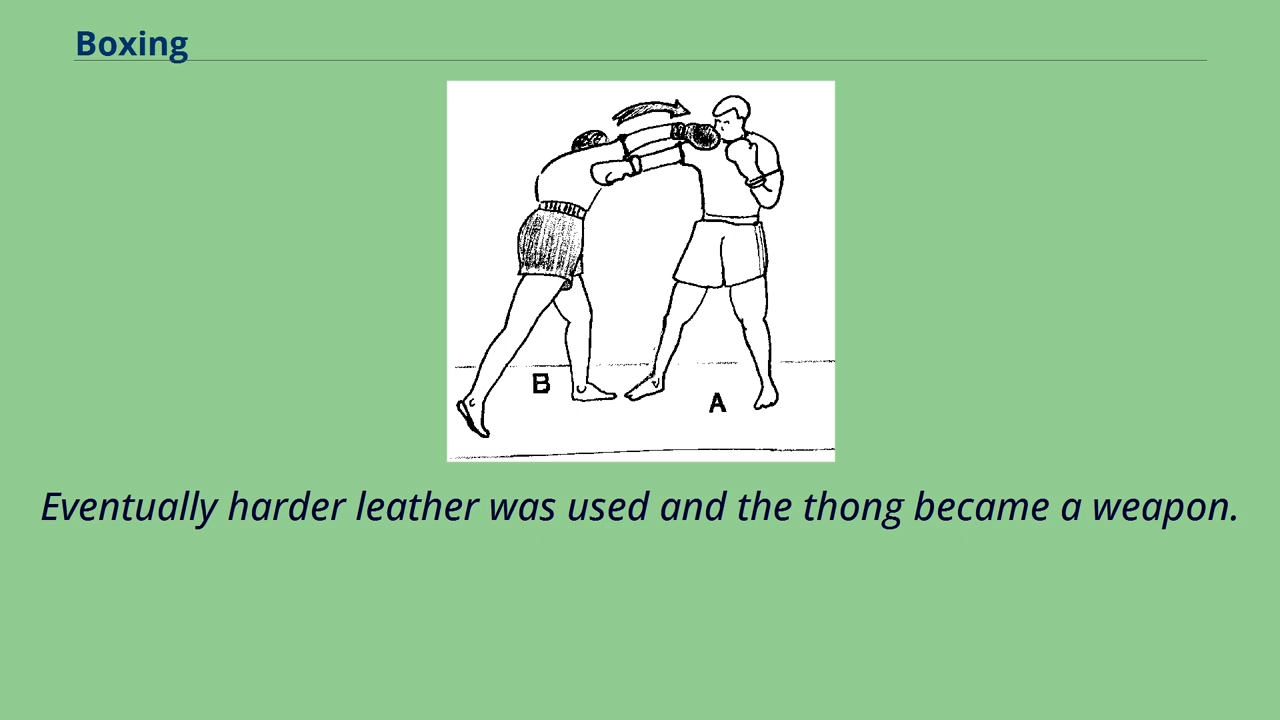 Boxing
B
A
Eventually harder leather was used and the thong became a weapon.